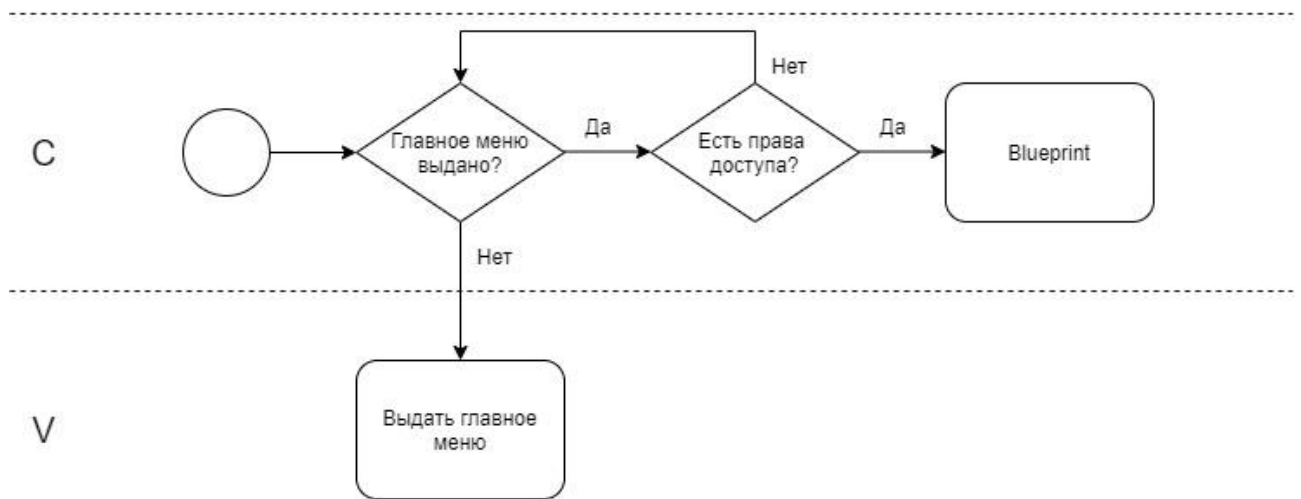 Нет
C
Главное меню
выдано?
Да
Есть права
доступа?
Да
Blueprint
Нет
V
Выдать главное
меню